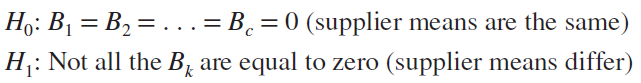 H₀: B₁ = B₂ = . . . = B꜀ = 0 (supplier means are the same)
H₁: Not all the Bₖ are equal to zero (supplier means differ)